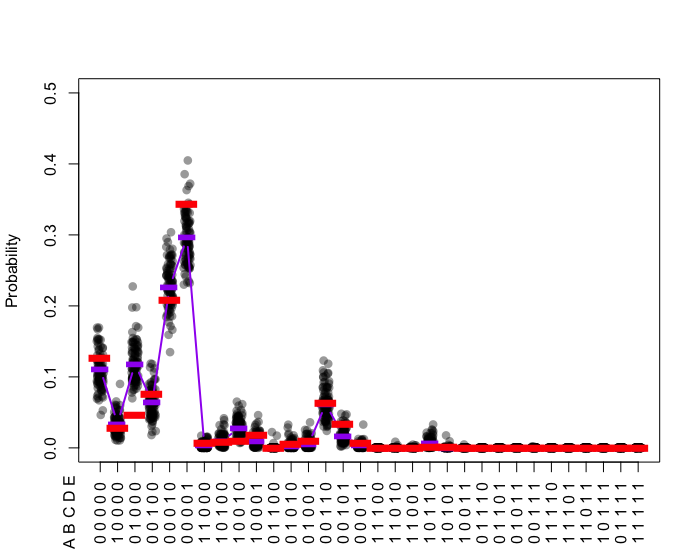 Probability
0.5
0.4
0.3
0.2
0.1
0.0
A B C D E
0 0 0 0 0
1 0 0 0 0
0 1 0 0 0
0 0 1 0 0
0 0 0 1 0
0 0 0 0 1
1 1 0 0 0
1 0 1 0 0
1 0 0 1 0
1 0 0 0 1
0 1 1 0 0
0 1 0 1 0
0 1 0 0 1
0 0 1 1 0
0 0 1 0 1
0 0 0 1 1
1 1 1 0 0
1 1 0 1 0
1 1 0 0 1
1 0 1 1 0
1 0 1 0 1
1 0 0 1 1
0 1 1 1 0
0 1 1 0 1
0 1 0 1 1
0 0 1 1 1
1 1 1 1 0
1 1 1 0 1
1 1 0 1 1
1 0 1 1 1
0 1 1 1 1
1 1 1 1 1